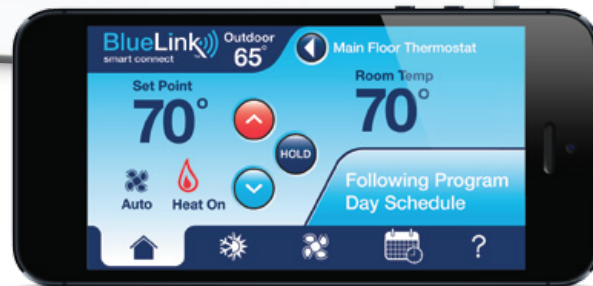 BlueLink
smart connect
Outdoor
65°
Main Floor Thermostat
Set Point
70°
Room Temp
70°
HOLD
Auto
Heat On
Following Program
Day Schedule
?